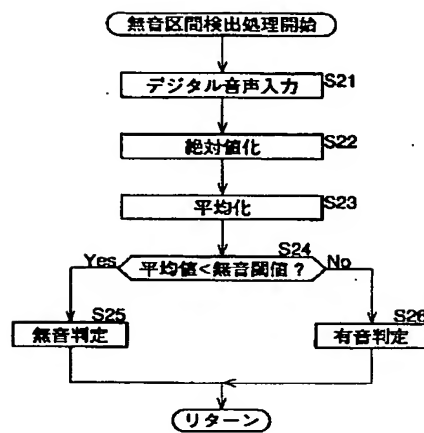 無音区間検出処理開始
S21
デジタル音声入力
S22
絶対値化
S23
平均化
S24
Yes
平均値<無音閾値?
No
S25
無音判定
S26
有音判定
リターン